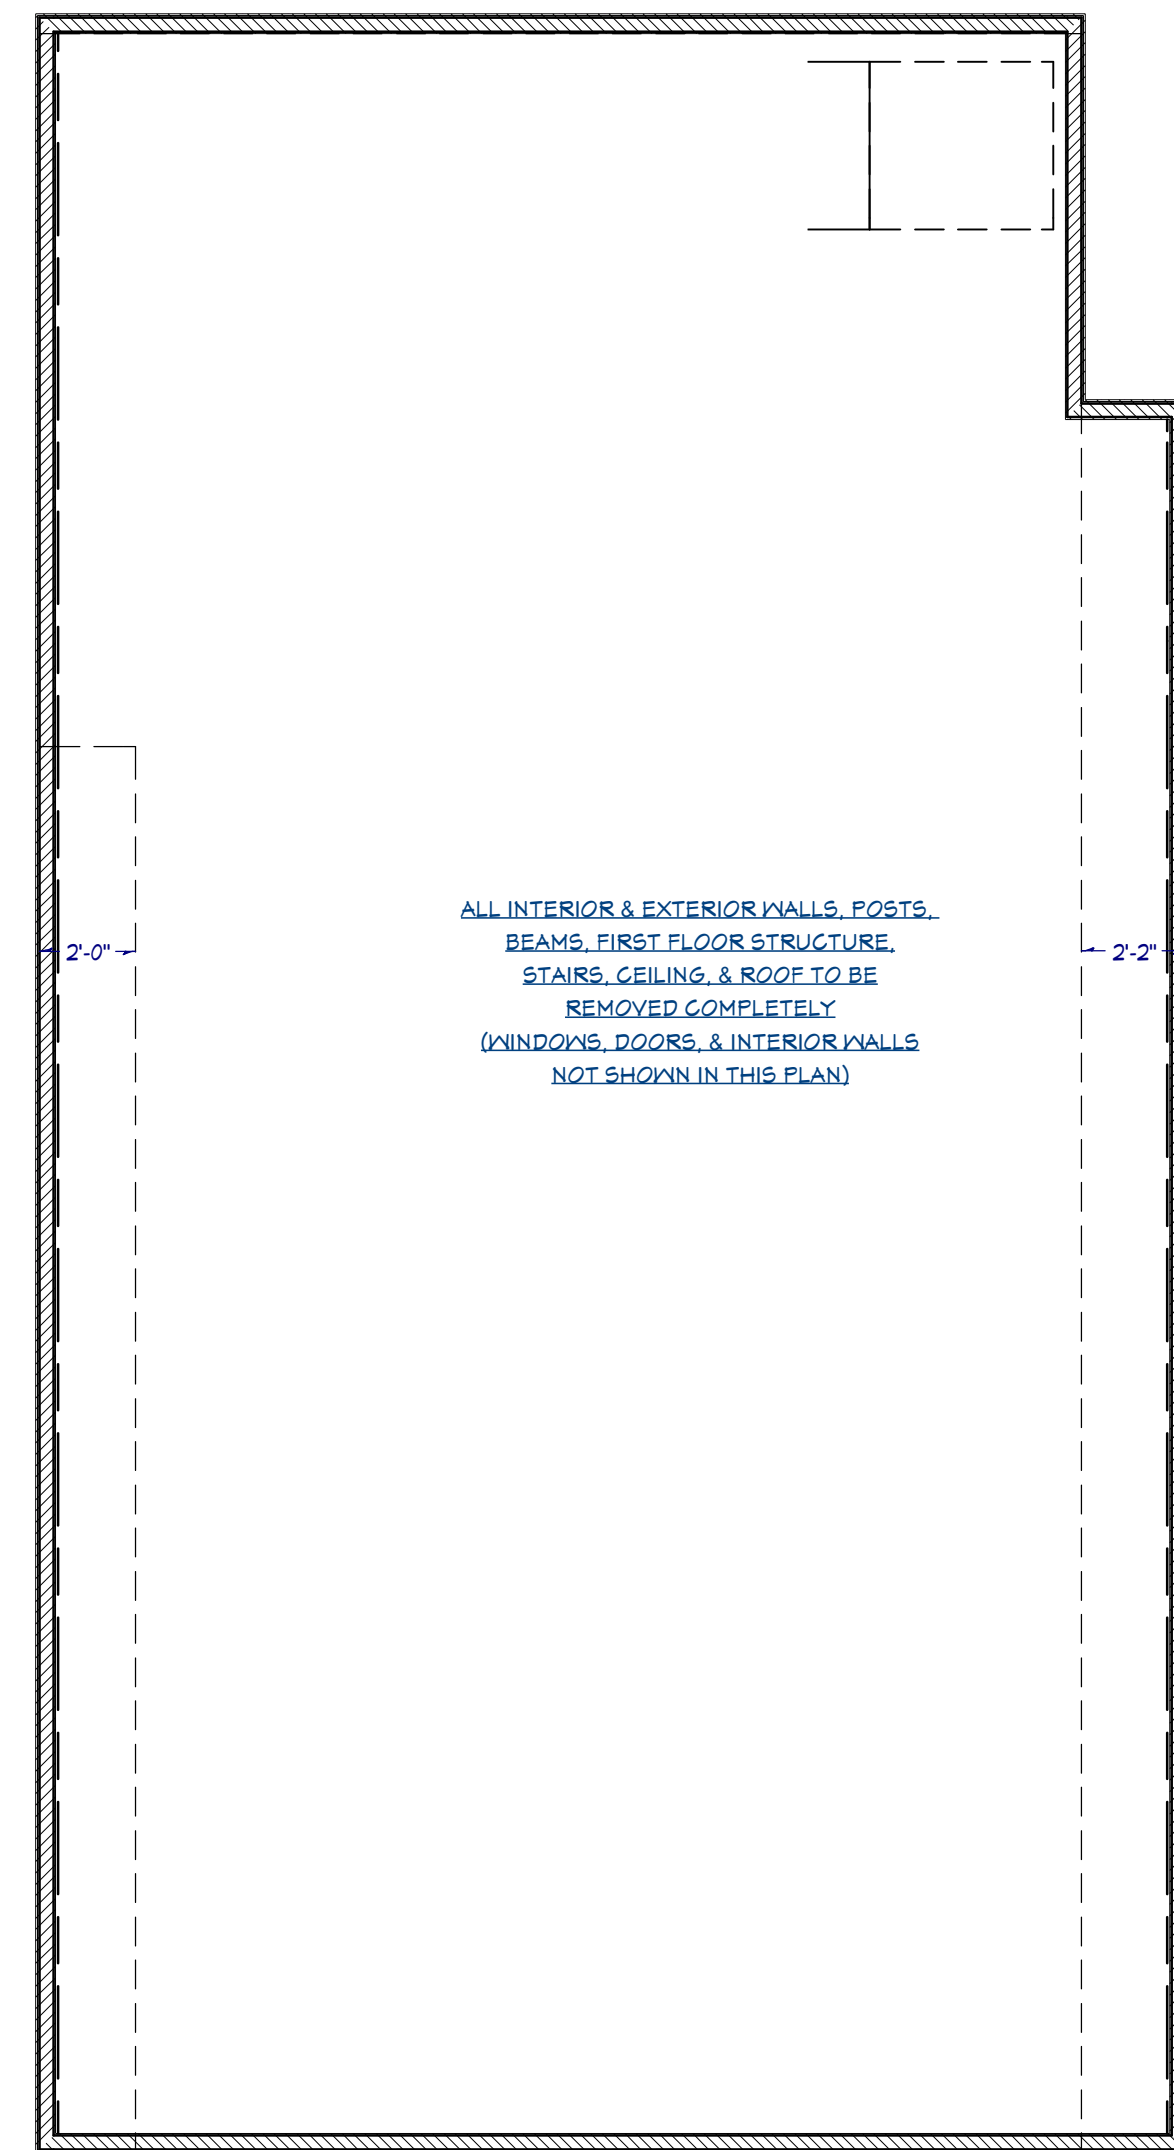 ALL INTERIOR & EXTERIOR WALLS, POSTS,
BEAMS, FIRST FLOOR STRUCTURE,
STAIRS, CEILING, & ROOF TO BE
REMOVED COMPLETELY
(WINDOWS, DOORS, & INTERIOR WALLS
NOT SHOWN IN THIS PLAN)
2'-0"
2'-2"